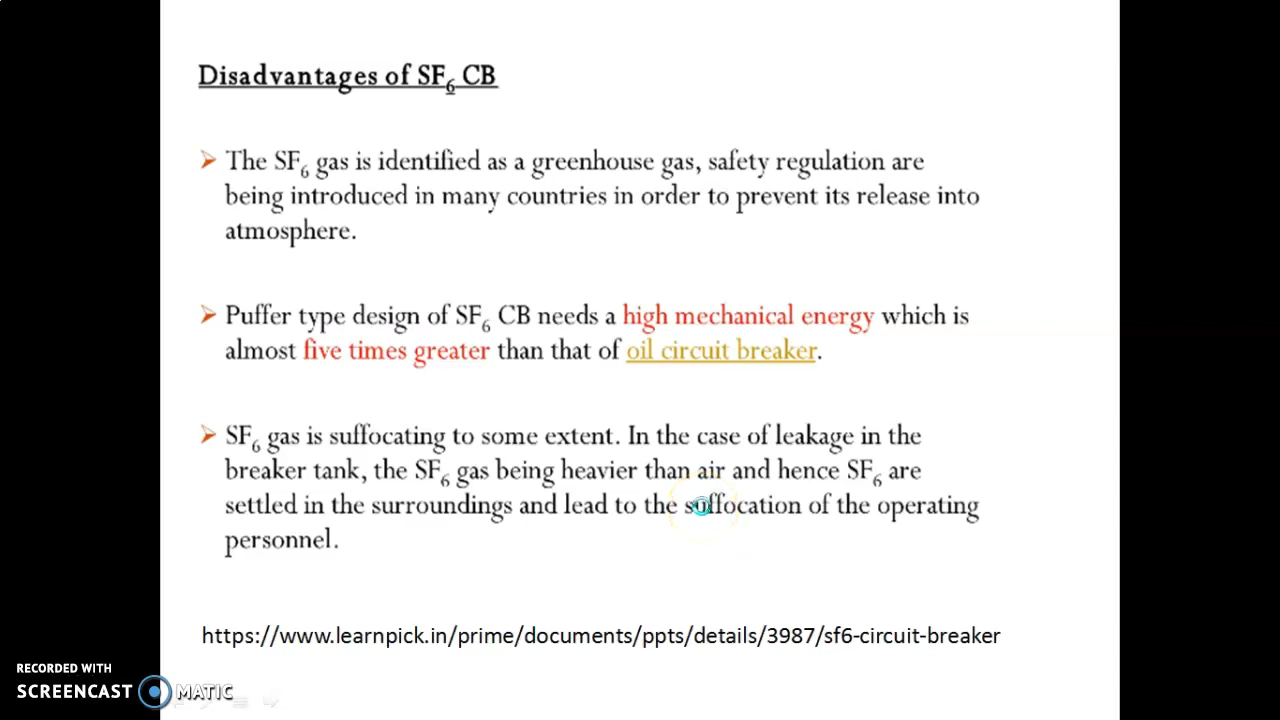 Disadvantages of SF₆ CB
➢ The SF₆ gas is identified as a greenhouse gas, safety regulation are
being introduced in many countries in order to prevent its release into
atmosphere.
➢ Puffer type design of SF₆ CB needs a high mechanical energy which is
almost five times greater than that of oil circuit breaker.
➢ SF₆ gas is suffocating to some extent. In the case of leakage in the
breaker tank, the SF₆ gas being heavier than air and hence SF₆ are
settled in the surroundings and lead to the suffocation of the operating
personnel.
https://www.learnpick.in/prime/documents/ppts/details/3987/sf6-circuit-breaker
RECORDED WITH
SCREENCAST MATIC